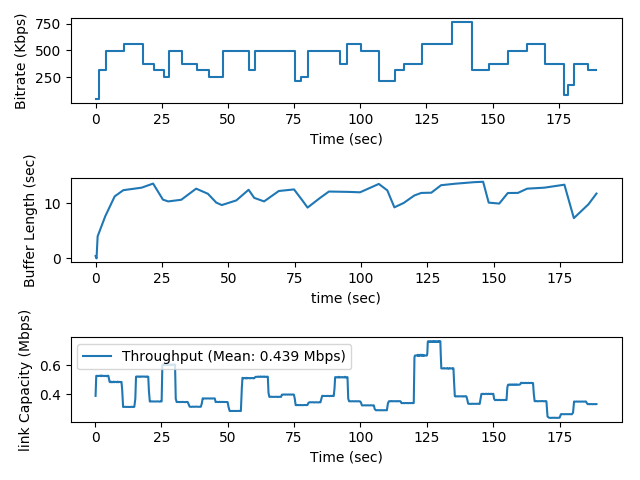 Bitrate (Kbps)
750
500
250
0 25 50 75 100 125 150 175
Time (sec)
Buffer Length (sec)
10
0
0 25 50 75 100 125 150 175
time (sec)
link Capacity (Mbps)
0.6
0.4
Throughput (Mean: 0.439 Mbps)
0 25 50 75 100 125 150 175
Time (sec)